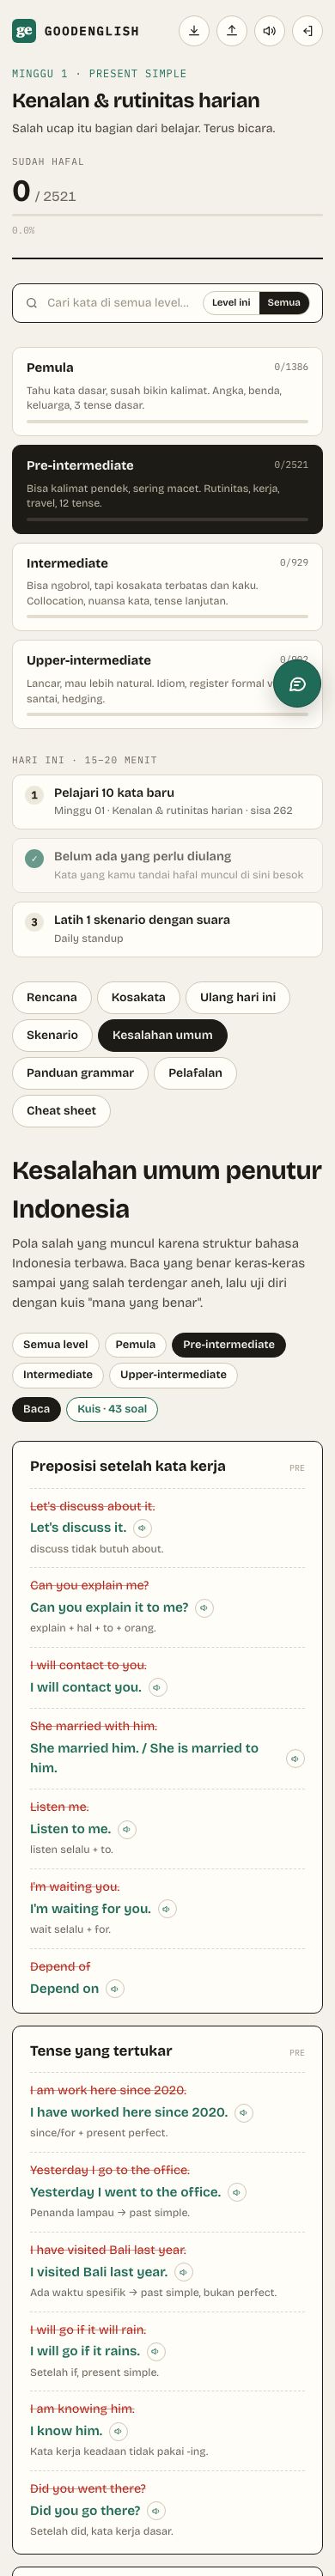 ge GOODENGLISH
MINGGU 1 · PRESENT SIMPLE
Kenalan & rutinitas harian
Salah ucap itu bagian dari belajar. Terus bicara.
SUDAH HAFAL
0 / 2521
0.0%
Cari kata di semua level... Level ini Semua
Pemula 0/1386
Tahu kata dasar, susah bikin kalimat. Angka, benda,
keluarga, 3 tense dasar.
Pre-intermediate 0/2521
Bisa kalimat pendek, sering macet. Rutinitas, kerja,
travel, 12 tense.
Intermediate 0/929
Bisa ngobrol, tapi kosakata terbatas dan kaku.
Collocation, nuansa kata, tense lanjutan.
Upper-intermediate
Lancar, mau lebih natural. Idiom, register formal
santai, hedging.
HARI INI · 15–20 MENIT
1 Pelajari 10 kata baru
Minggu 01 · Kenalan & rutinitas harian · sisa 262
✓ Belum ada yang perlu diulang
Kata yang kamu tandai hafal muncul di sini besok
3 Latih 1 skenario dengan suara
Daily standup
Rencana Kosakata Ulang hari ini
Skenario Kesalahan umum
Panduan grammar Pelafalan
Cheat sheet
Kesalahan umum penutur
Indonesia
Pola salah yang muncul karena struktur bahasa
Indonesia terbawa. Baca yang benar keras-keras
sampai yang salah terdengar aneh, lalu uji diri
dengan kuis "mana yang benar".
Semua level Pemula Pre-intermediate
Intermediate Upper-intermediate
Baca Kuis · 43 soal
Preposisi setelah kata kerja PRE
Let's discuss about it.
Let's discuss it.
discuss tidak butuh about.
Can you explain me?
Can you explain it to me?
explain + hal + to + orang.
I will contact to you.
I will contact you.
She married with him.
She married him. / She is married to
him.
Listen me.
Listen to me.
listen selalu + to.
I'm waiting you.
I'm waiting for you.
wait selalu + for.
Depend of
Depend on
Tense yang tertukar PRE
I am work here since 2020.
I have worked here since 2020.
since/for + present perfect.
Yesterday I go to the office.
Yesterday I went to the office.
Penanda lampau → past simple.
I have visited Bali last year.
I visited Bali last year.
Ada waktu spesifik → past simple, bukan perfect.
I will go if it will rain.
I will go if it rains.
Setelah if, present simple.
I am knowing him.
I know him.
Kata kerja keadaan tidak pakai -ing.
Did you went there?
Did you go there?
Setelah did, kata kerja dasar.